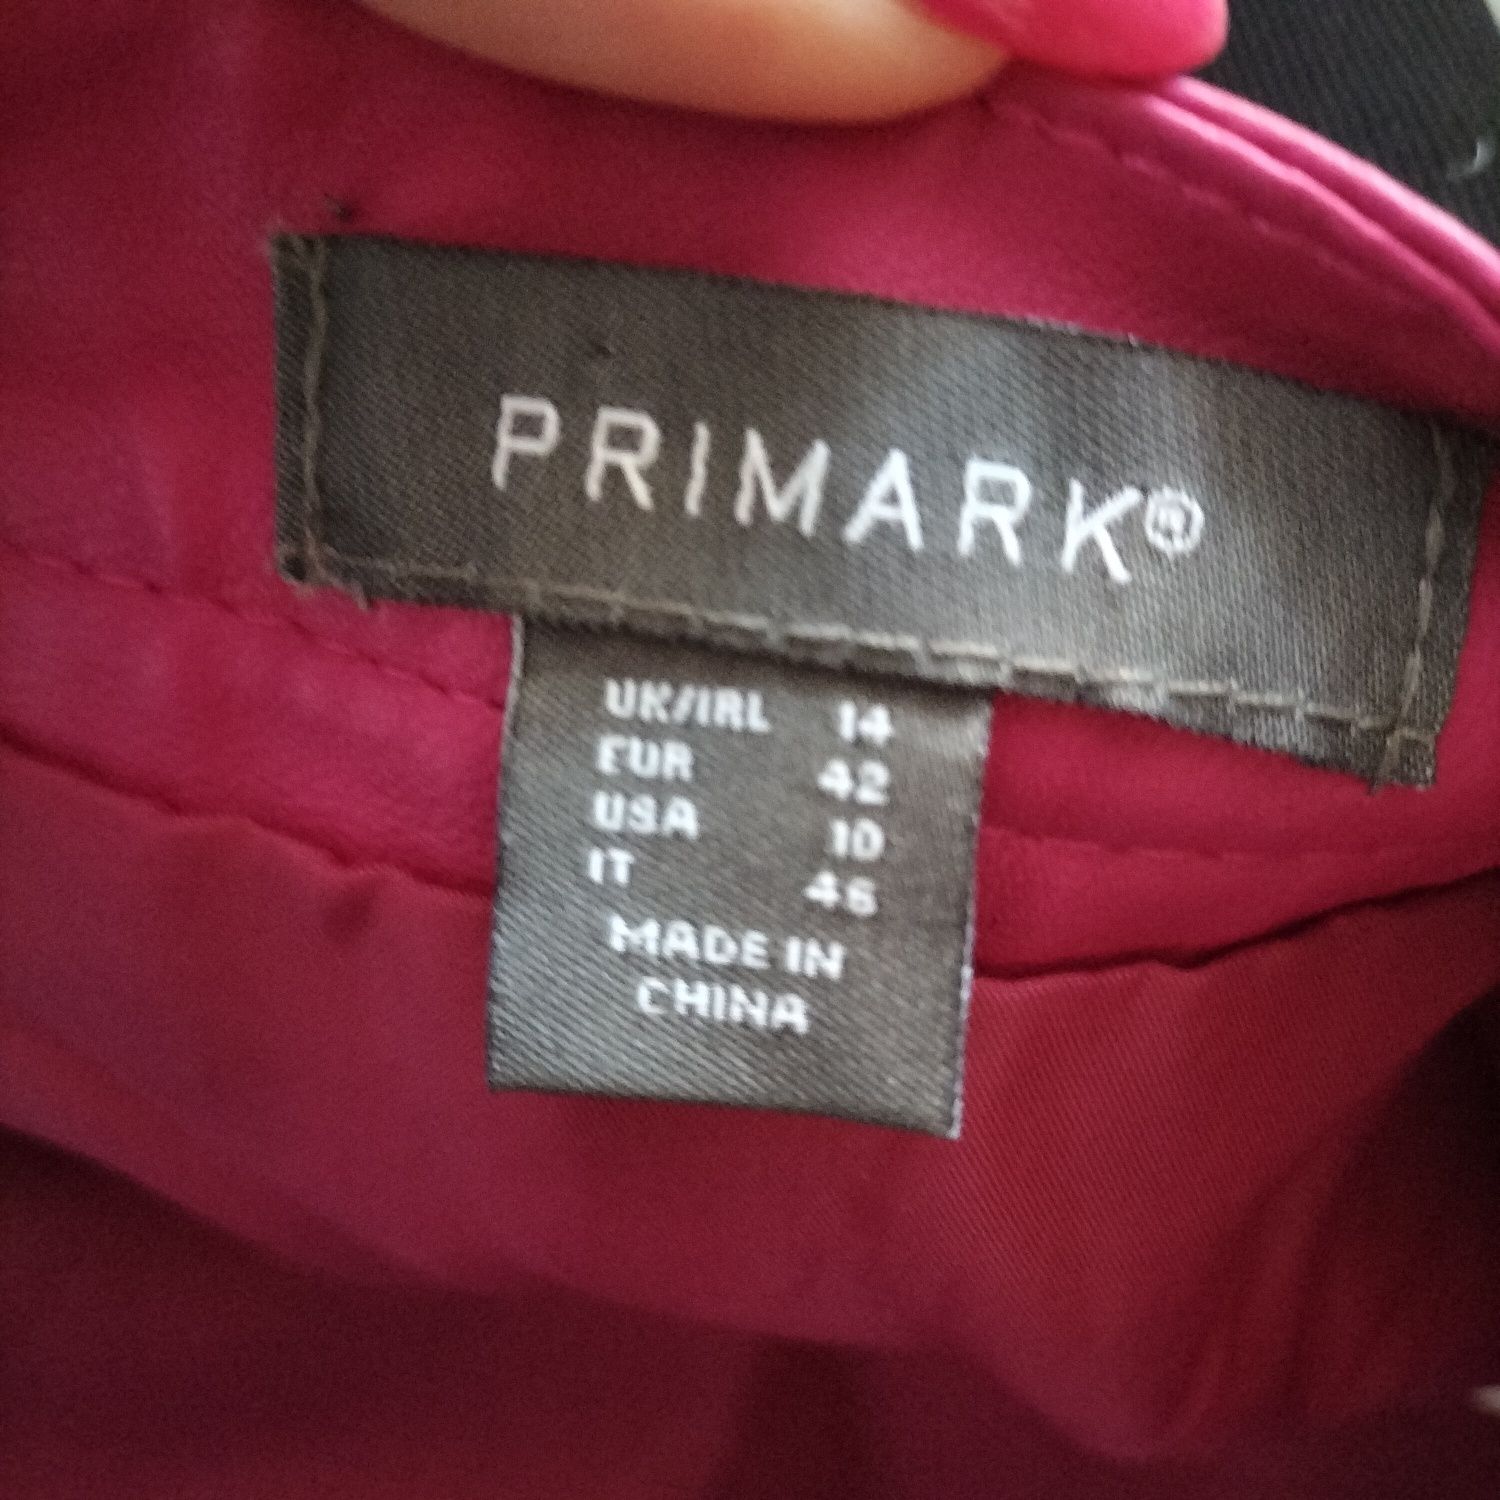 PRIMARK®
UK/IRL 14
EUR 42
USA 10
IT 46
MADE IN
CHINA